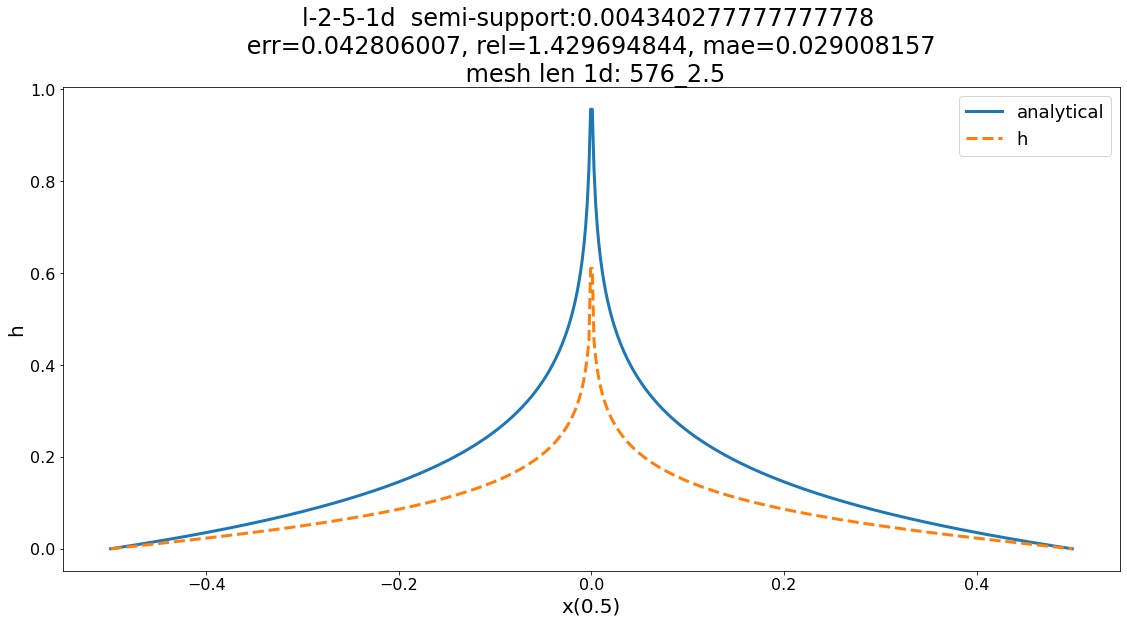 l-2-5-1d  semi-support:0.004340277777777778
err=0.042806007, rel=1.429694844, mae=0.029008157
mesh len 1d: 576_2.5
1.0
0.8
0.6
0.4
0.2
0.0
h
analytical
h
−0.4
−0.2
0.0
0.2
0.4
x(0.5)